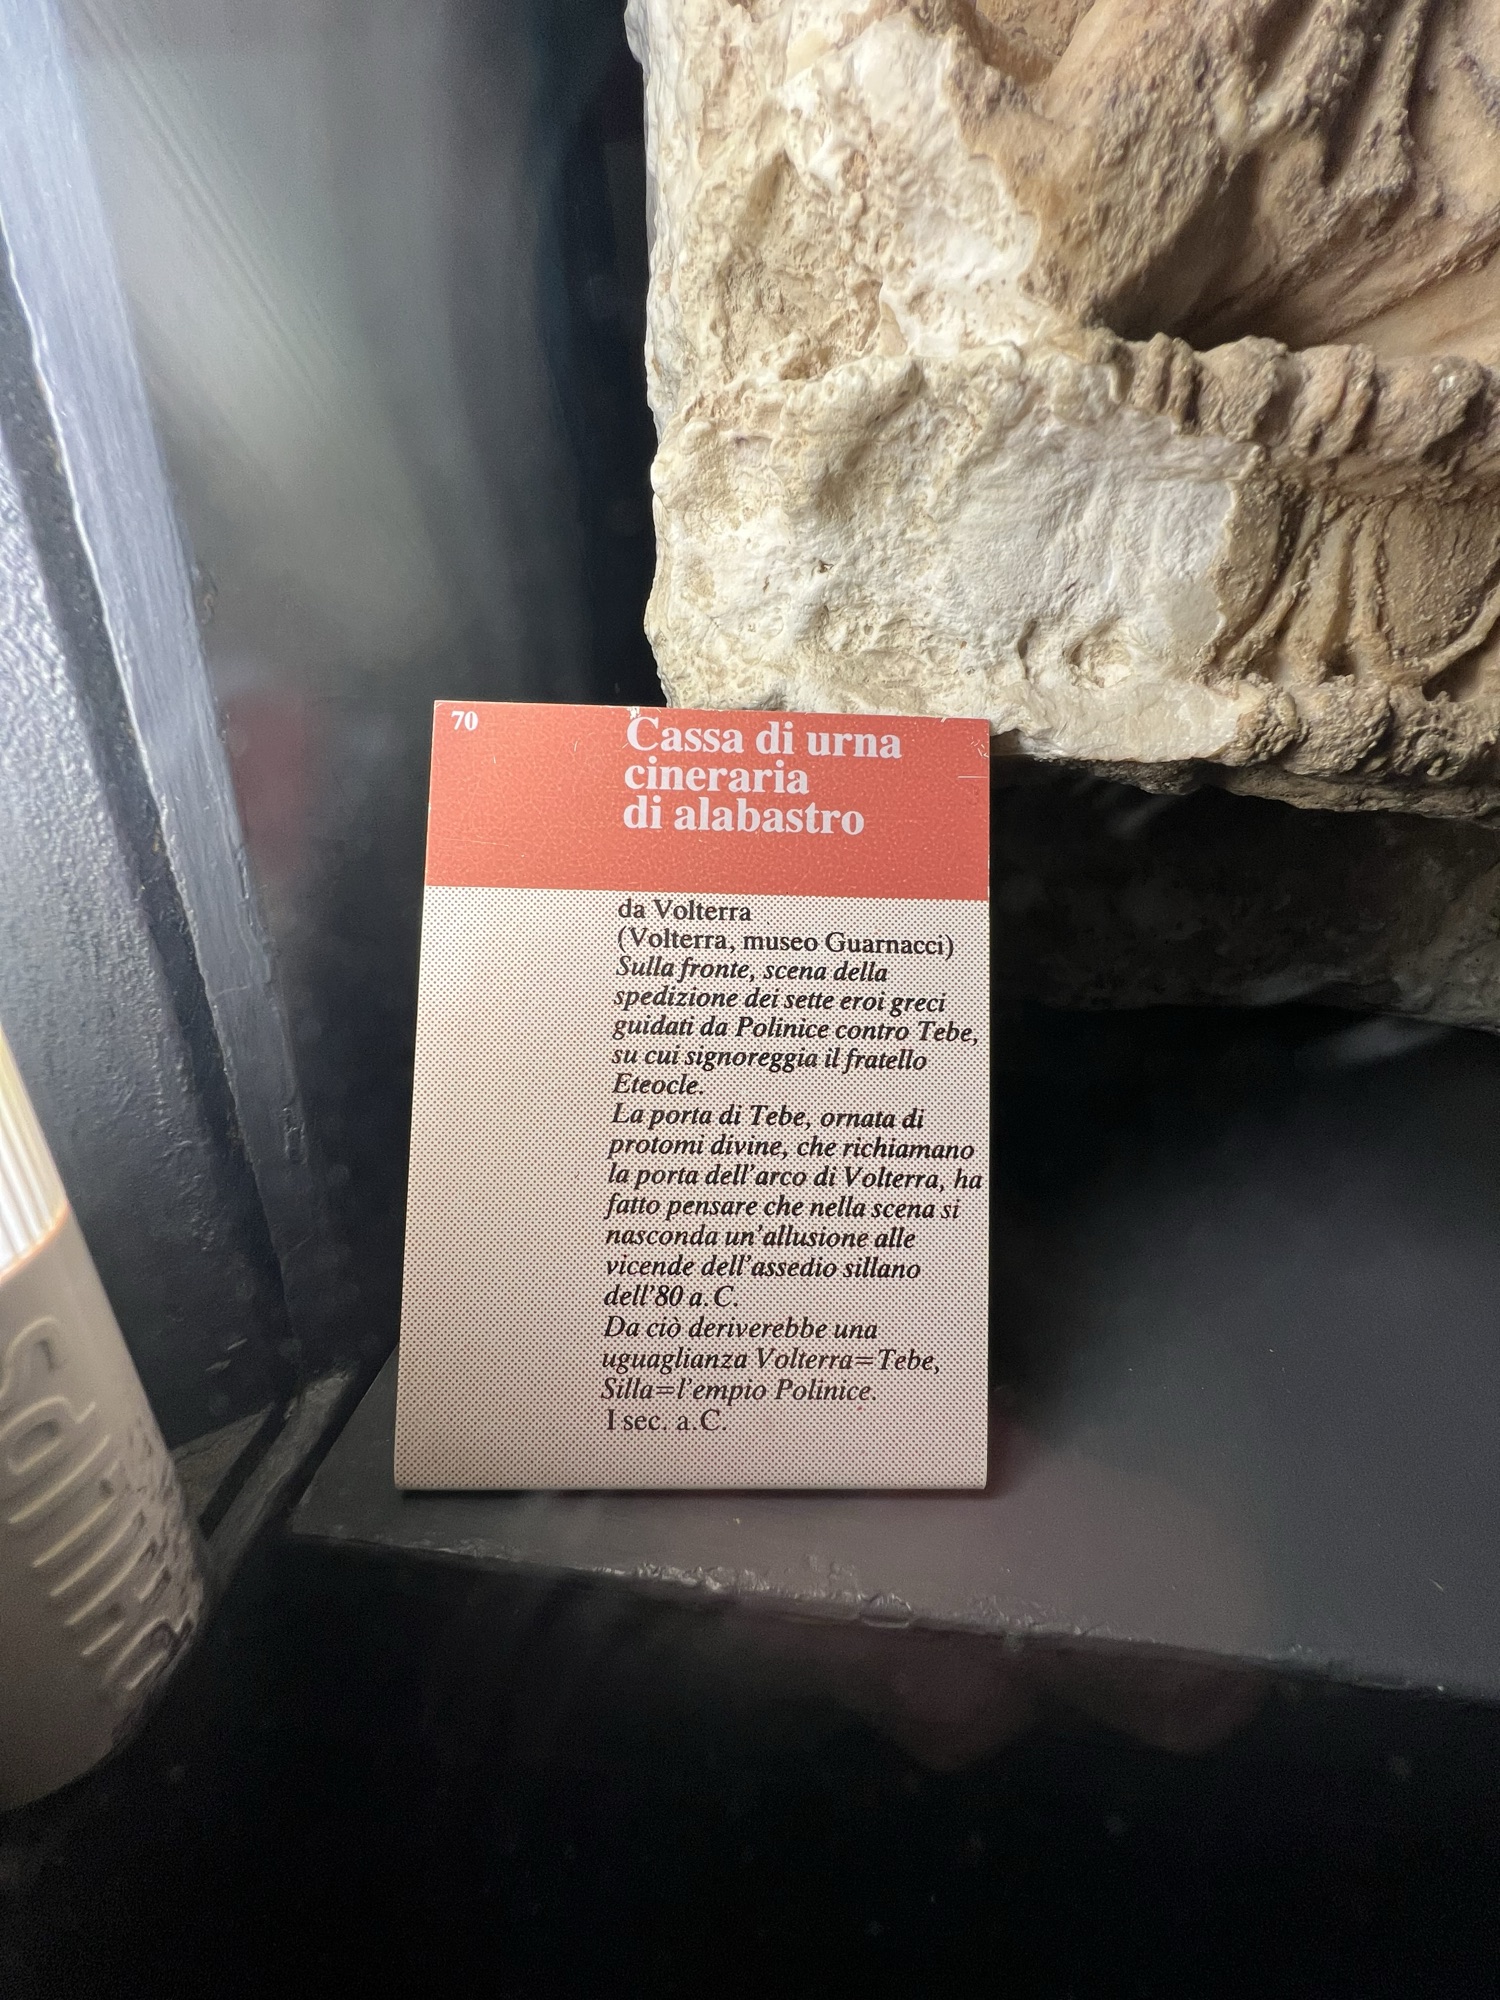 70
Cassa di urna
cineraria
di alabastro
da Volterra
(Volterra, museo Guarnacci)
Sulla fronte, scena della
spedizione dei sette eroi greci
guidati da Polinice contro Tebe,
su cui signoreggia il fratello
Eteocle.
La porta di Tebe, ornata di
protomi divine, che richiamano
la porta dell'arco di Volterra, ha
fatto pensare che nella scena si
nasconda un'allusione alle
vicende dell'assedio sillano
dell'80 a.C.
Da ciò deriverebbe una
uguaglianza Volterra=Tebe,
Silla=l'empio Polinice.
I sec. a.C.